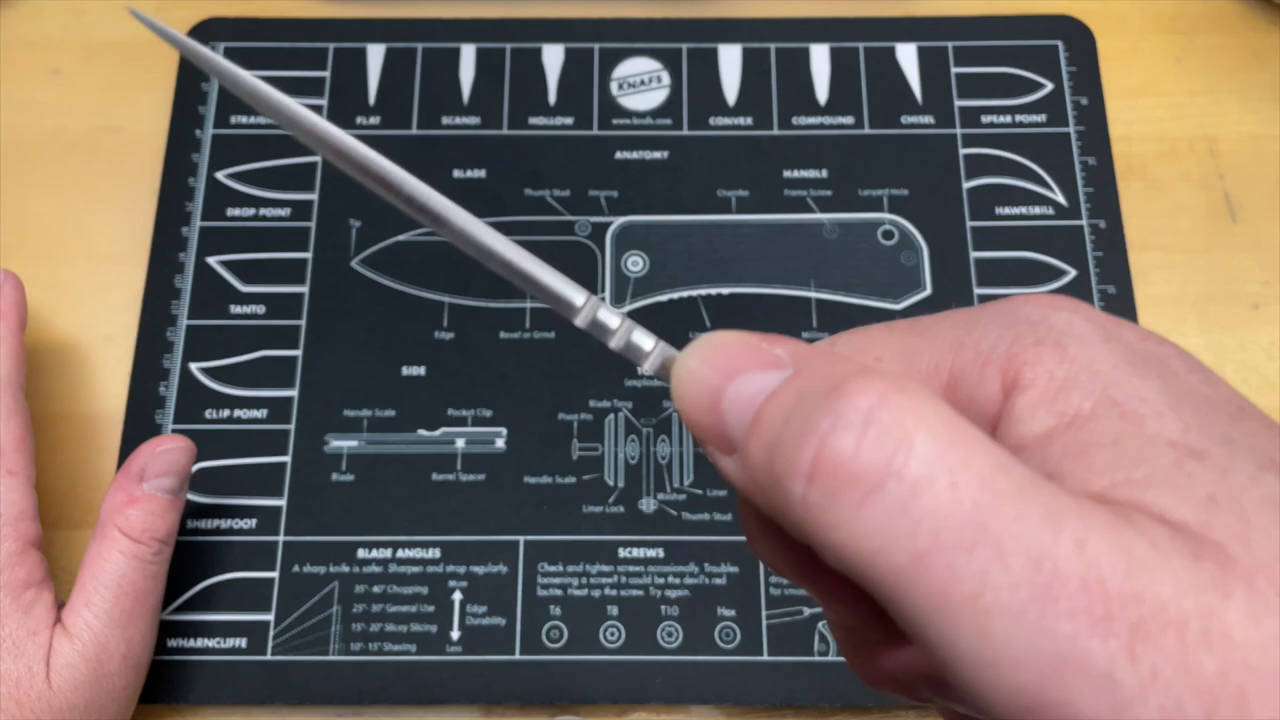 STRAIGH
FLAT
SCANDI
HOLLOW
KNAFS
www.knafs.com
CONVEX
COMPOUND
CHISEL
SPEAR POINT
ANATOMY
BLADE
HANDLE
Thumb Stud
Jimping
Chamfer
Frame Screw
Lanyard Hole
DROP POINT
HAWKSBILL
Tip
TANTO
Edge
Bevel or Grind
Milling
SIDE
(explode
Handle Scale
Pocket Clip
Blade Tang
Pivot Pin
CLIP POINT
Blade
Barrel Spacer
Handle Scale
Washer
Liner
Liner Lock
Thumb Stud
SHEEPSFOOT
BLADE ANGLES
A sharp knife is safer. Sharpen and strop regularly.
35°- 40° Chopping
25°- 30° General Use
15°- 20° Slicey Slicing
10°- 15° Shaving
More
Edge
Durability
Less
SCREWS
Check and tighten screws occasionally. Troubles
loosening a screw? It could be the devil's red
loctite. Heat up the screw. Try again.
T6
T8
T10
Hex
WHARNCLIFFE